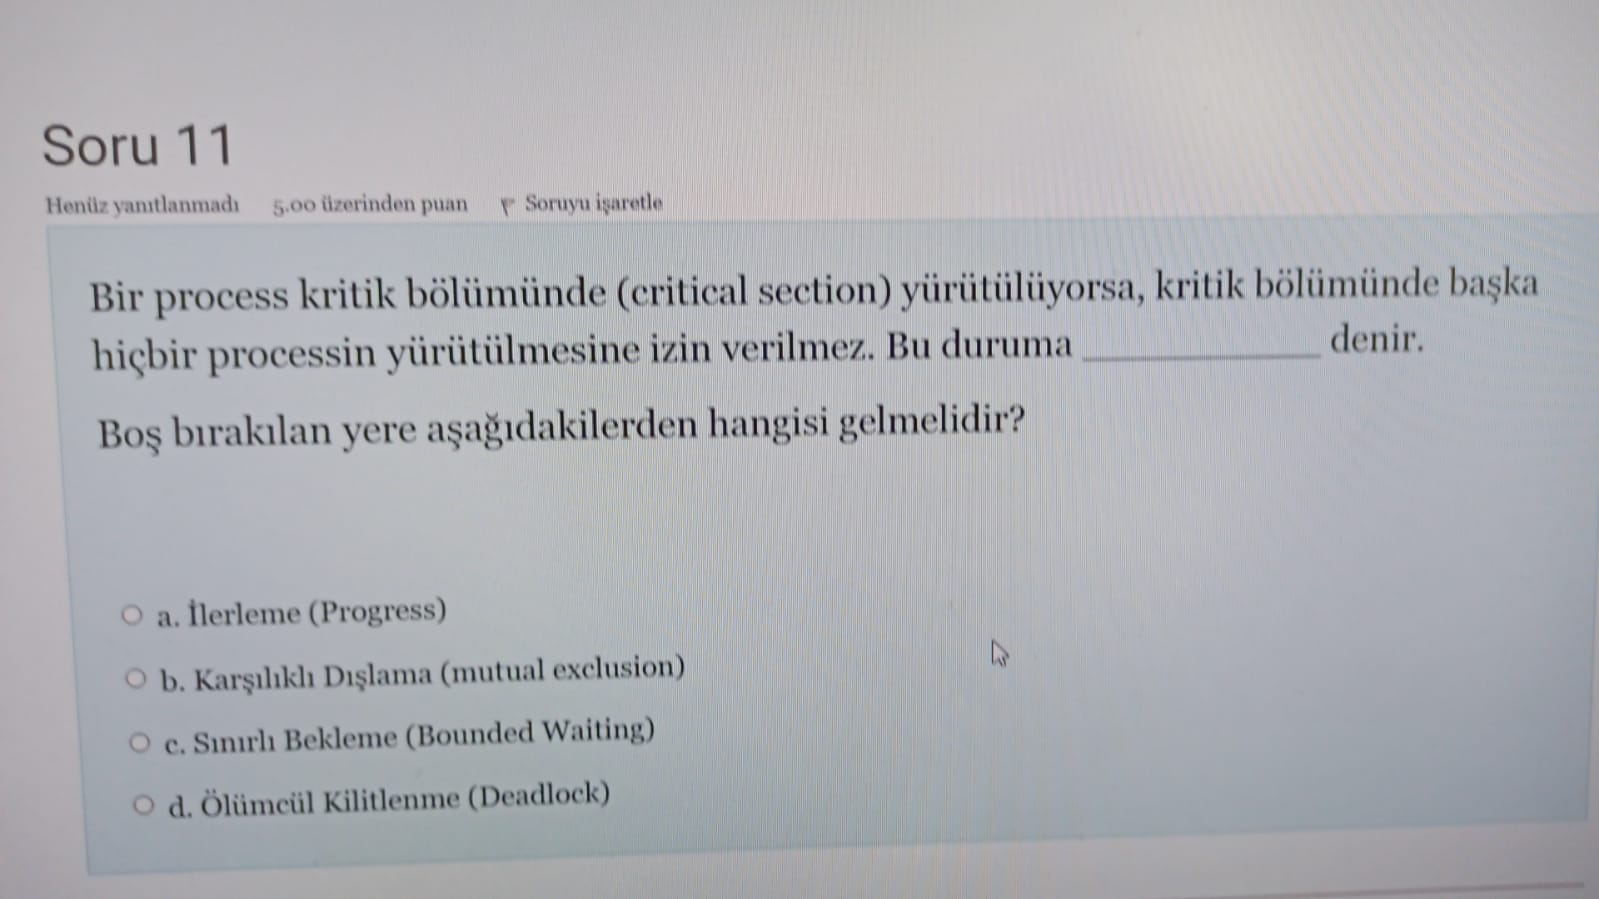 Soru 11
Henüz yanıtlanmadı 5.00 üzerinden puan Soruyu işaretle
Bir process kritik bölümünde (critical section) yürütülüyorsa, kritik bölümünde başka
hiçbir processin yürütülmesine izin verilmez. Bu duruma ______________ denir.
Boş bırakılan yere aşağıdakilerden hangisi gelmelidir?
a. İlerleme (Progress)
b. Karşılıklı Dışlama (mutual exclusion)
c. Sınırlı Bekleme (Bounded Waiting)
d. Ölümcül Kilitlenme (Deadlock)